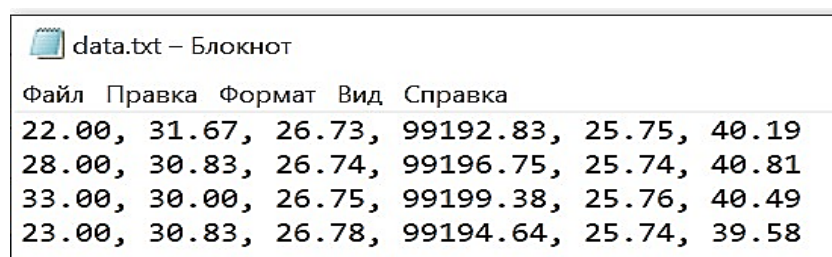 data.txt – Блокнот
Файл Правка Формат Вид Справка
22.00, 31.67, 26.73, 99192.83, 25.75, 40.19
28.00, 30.83, 26.74, 99196.75, 25.74, 40.81
33.00, 30.00, 26.75, 99199.38, 25.76, 40.49
23.00, 30.83, 26.78, 99194.64, 25.74, 39.58